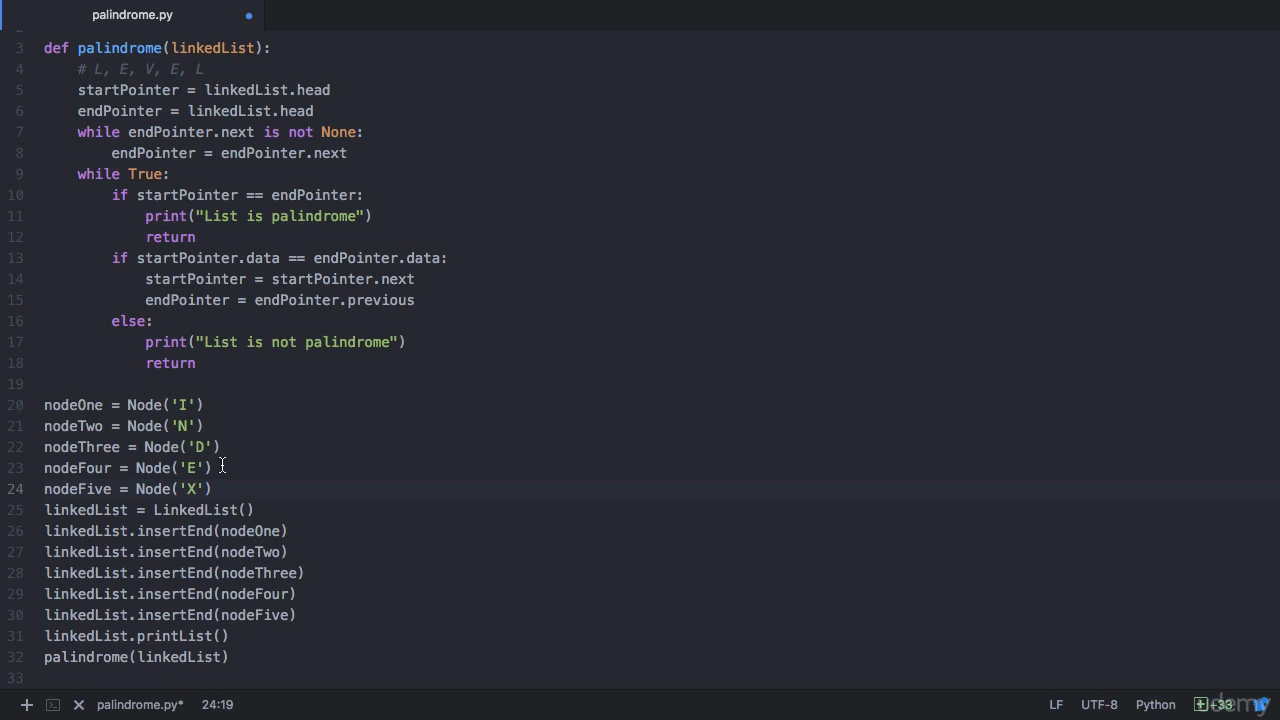 palindrome.py
3 def palindrome(linkedList):
4 # L, E, V, E, L
5 startPointer = linkedList.head
6 endPointer = linkedList.head
7 while endPointer.next is not None:
8 endPointer = endPointer.next
9 while True:
10 if startPointer == endPointer:
11 print("List is palindrome")
12 return
13 if startPointer.data == endPointer.data:
14 startPointer = startPointer.next
15 endPointer = endPointer.previous
16 else:
17 print("List is not palindrome")
18 return
19
20 nodeOne = Node('I')
21 nodeTwo = Node('N')
22 nodeThree = Node('D')
23 nodeFour = Node('E')
24 nodeFive = Node('X')
25 linkedList = LinkedList()
26 linkedList.insertEnd(nodeOne)
27 linkedList.insertEnd(nodeTwo)
28 linkedList.insertEnd(nodeThree)
29 linkedList.insertEnd(nodeFour)
30 linkedList.insertEnd(nodeFive)
31 linkedList.printList()
32 palindrome(linkedList)
33
palindrome.py* 24:19 LF UTF-8 Python +33